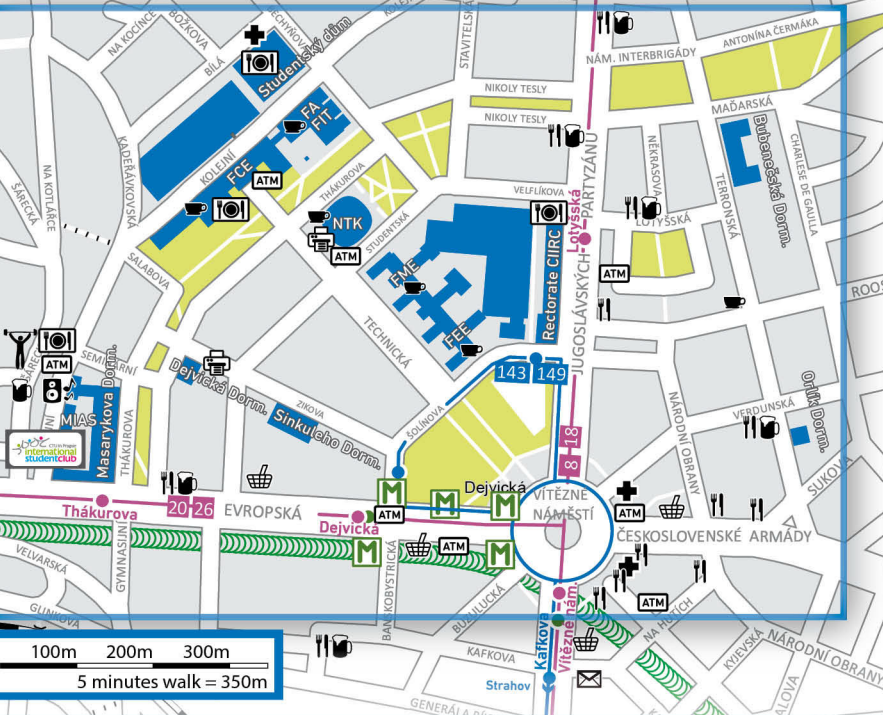 NA KOCÍNCE
BOŽKOVA
BÍLÁ
Studentský dům
STAVITELSKÁ
NÁM. INTERBRIGÁDY
ANTONÍNA ČERMÁKA
NIKOLY TESLY
NIKOLY TESLY
MAĎARSKÁ
KADEŘÁVKOVSKÁ
KOLEJNÍ
FA
FIT
FCE
ATM
THÁKUROVA
NTK
ATM
STUDENTSKÁ
VELFLÍKOVA
JUGOSLÁVSKÝCH PARTYZÁNŮ
Lotyšská
NÉKRASOVA
LOTYŠSKÁ
TERRONSKÁ
Bubenečská Dorm.
CHARLESE DE GAULLA
ŠÁRECKÁ
NA KOTLÁŘCE
SALABOVA
FME
FEE
Rectorate CIIRC
ATM
ROOS
TECHNICKÁ
143
149
SEMINÁRNÍ
ATM
MIAS
Masarykova Dorm.
THÁKUROVA
Dejvická Dorm.
ZIKOVA
Sinkuleho Dorm.
ŠOLÍNOVA
NÁRODNÍ OBRANY
VERDUNSKÁ
Orlík Dorm.
SUKOVA
CTU in Prague
international
studentclub
18
8
M
M
Dejvická
M
VÍTĚZNÉ
NÁMĚSTÍ
Thákurova
20
26
EVROPSKÁ
Dejvická
ATM
ATM
ČESKOSLOVENSKÉ ARMÁDY
M
ATM
M
VELVARSKÁ
GYMNASIJNÍ
GLINKOVA
BANSKOBYSTRICKÁ
BUZULUCKÁ
Kafkova
Vítězné nám.
ATM
NA HUTÍCH
KYJEVSKÁ
NÁRODNÍ OBRANY
KAFKOVA
Strahov
100m
200m
300m
5 minutes walk = 350m